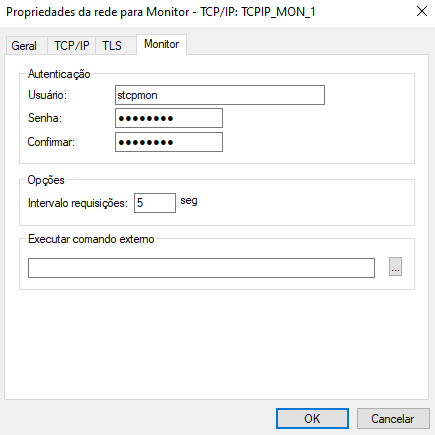 Propriedades da rede para Monitor - TCP/IP: TCPIP_MON_1
Geral TCP/IP TLS Monitor
Autenticação
Usuário: stcpmon
Senha: ●●●●●●●●
Confirmar: ●●●●●●●●
Opções
Intervalo requisições: 5 seg
Executar comando externo
...
OK Cancelar